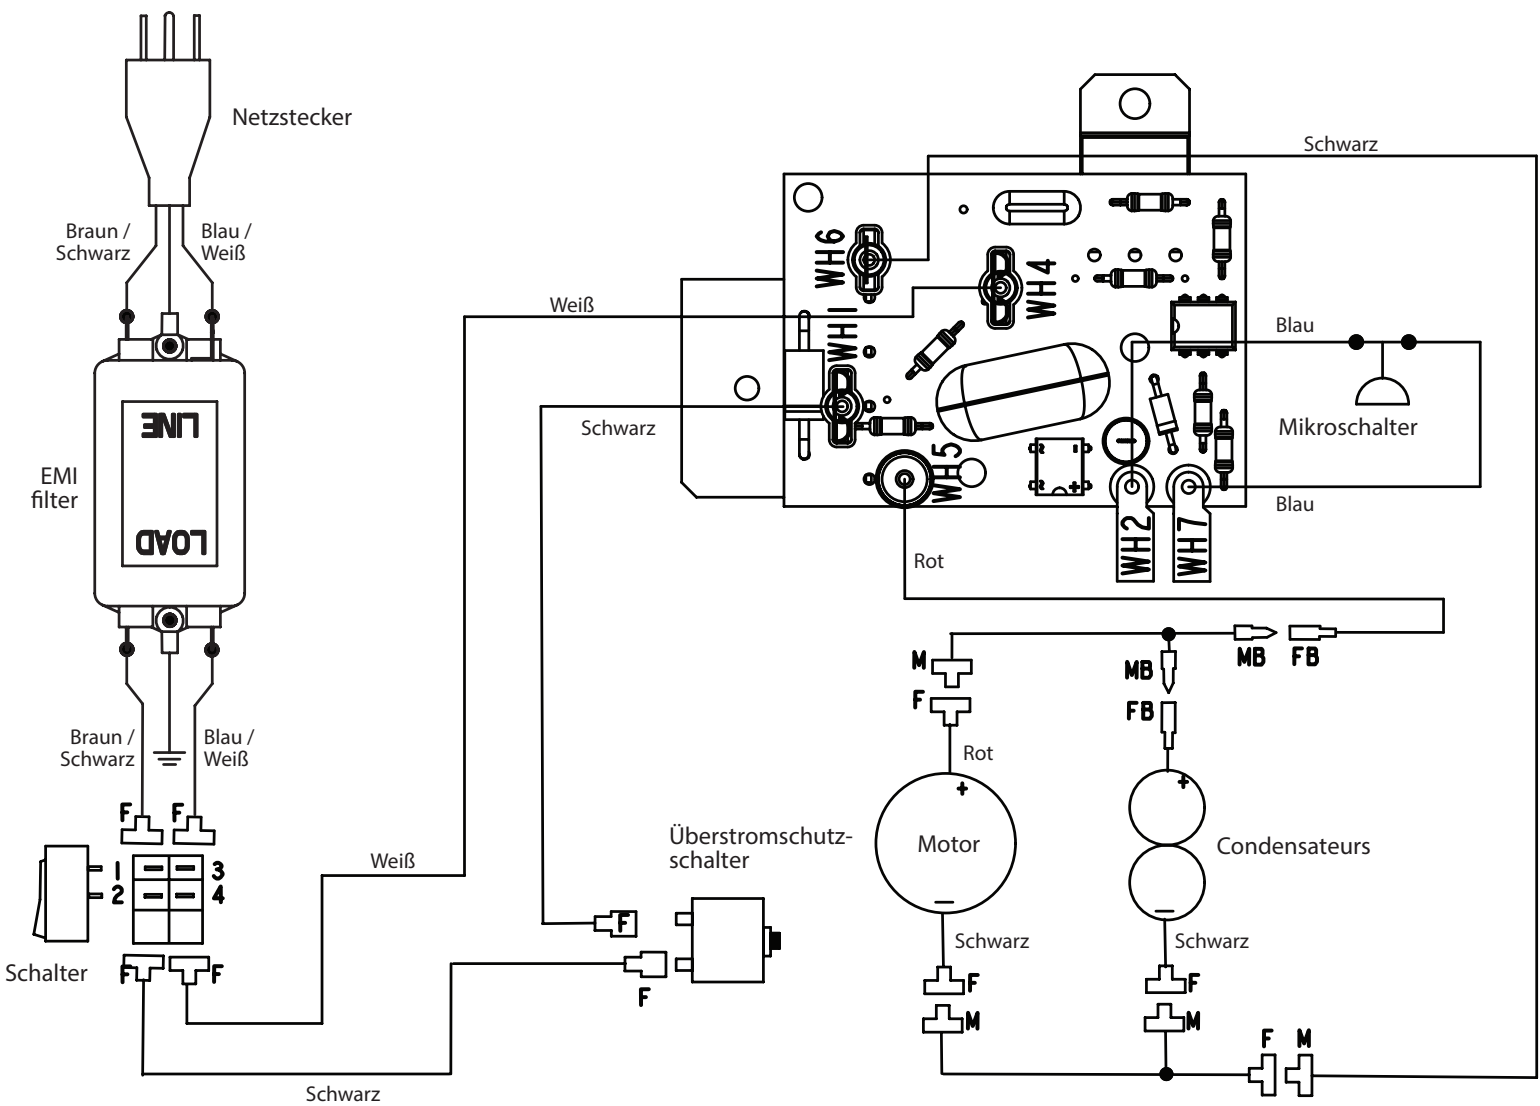 Netzstecker
Schwarz
Braun /
Schwarz
Blau /
Weiß
WH6
WH4
Weiß
WH1
Blau
LINE
Schwarz
Mikroschalter
EMI
filter
WH5
Blau
LOAD
WH2
WH7
Rot
M
MB
MB
FB
F
FB
Braun /
Schwarz
Blau /
Weiß
Rot
+
+
F
F
Überstromschutz-
schalter
Motor
Condensateurs
Weiß
1
3
2
4
F
Schwarz
Schwarz
Schalter
F
F
F
F
F
M
M
F
M
Schwarz